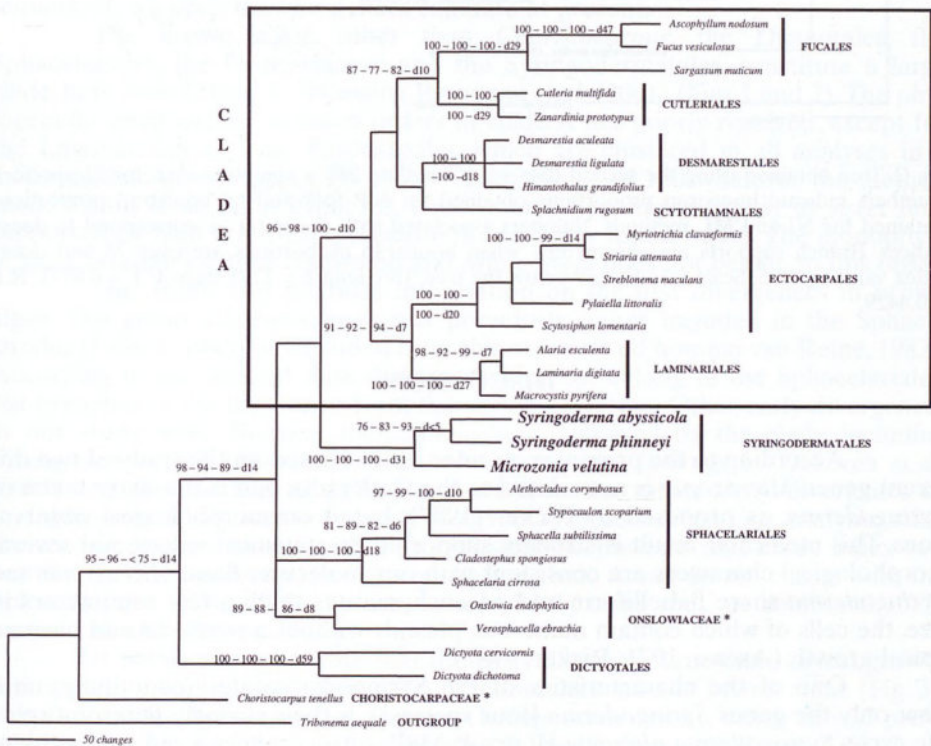 Ascophyllum nodosum
100-100-100-d47
100-100-100-d29
Fucus vesiculosus
FUCALES
87-77-82-d10
Sargassum muticum
100-100-
100-d29
Cutleria multifida
CUTLERIALES
Zanardinia prototypus
C
L
A
D
E
A
Desmarestia aculeata
100-100
-100-d18
Desmarestia ligulata
DESMARESTIALES
Himantothalus grandifolius
Splachnidium rugosum
SCYTOTHAMNALES
96-98-100-d10
Myriotrichia clavaeformis
100-100-99-d14
Striaria attenuata
Streblonema maculans
ECTOCARPALES
100-100-
100-d20
Pylaiella littoralis
91-92-
94-d7
Scytosiphon lomentaria
98-92-99-d7
Alaria esculenta
Laminaria digitata
LAMINARIALES
100-100-100-d27
Macrocystis pyrifera
Syringoderma abyssicola
76-83-93-dc5
Syringoderma phinneyi
SYRINGODERMATALES
100-100-100-d31
Microzonia velutina
98-94-89-d14
97-99-100-d10
Alethocladus corymbosus
Stypocaulon scoparium
81-89-82-d6
Sphacella subtilissima
SPHACELARIALES
100-100-100-d18
95-96-<75-d14
Sphacelaria sp.
89-88-
86-d8
Onslowia endophytica
ONSLOWIACEAE *
Verosphacella ebrachia
Dictyota cervicornis
100-100-100-d59
DICTYOTALES
Dictyota dichotoma
Choristocarpus tenellus CHORISTOCARPACEAE
Tribonema aequale OUTGROUP
50 changes